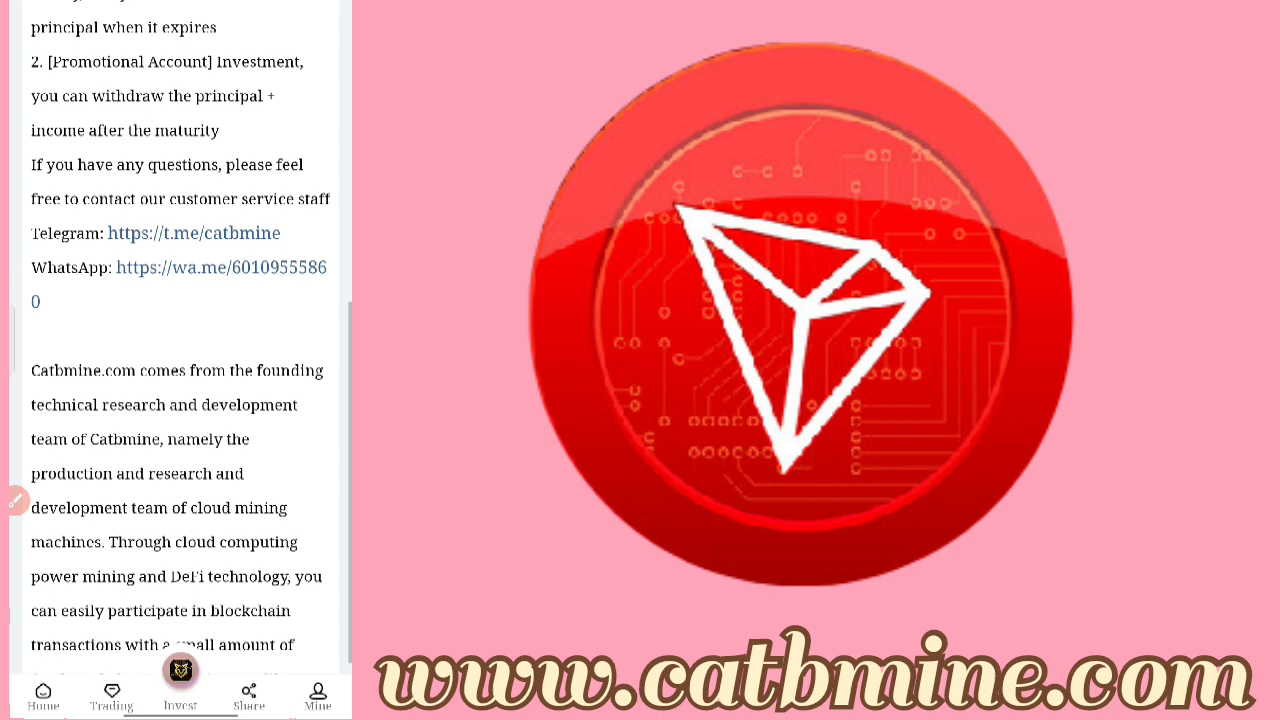 principal when it expires
2. [Promotional Account] Investment,
you can withdraw the principal +
income after the maturity
If you have any questions, please feel
free to contact our customer service staff
Telegram: https://t.me/catbmine
WhatsApp: https://wa.me/6010955586
0
Catbmine.com comes from the founding
technical research and development
team of Catbmine, namely the
production and research and
development team of cloud mining
machines. Through cloud computing
power mining and DeFi technology, you
can easily participate in blockchain
transactions with a small amount of
Home
Trading
Invest
Share
Mine
www.catbmine.com